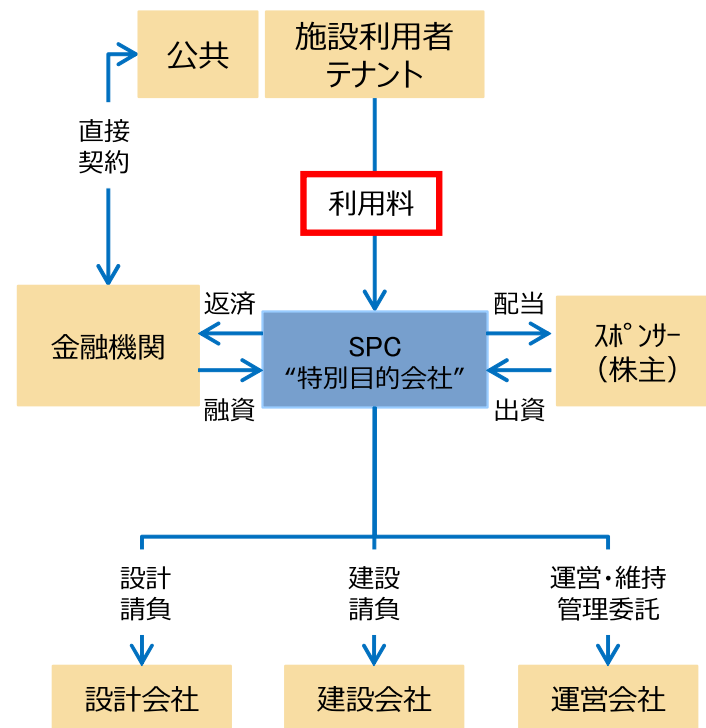 公共
施設利用者
テナント
直接
契約
利用料
返済
配当
金融機関
SPC
“特別目的会社”
ｽﾎﾟﾝｻｰ
（株主）
融資
出資
設計
請負
建設
請負
運営・維持
管理委託
設計会社
建設会社
運営会社